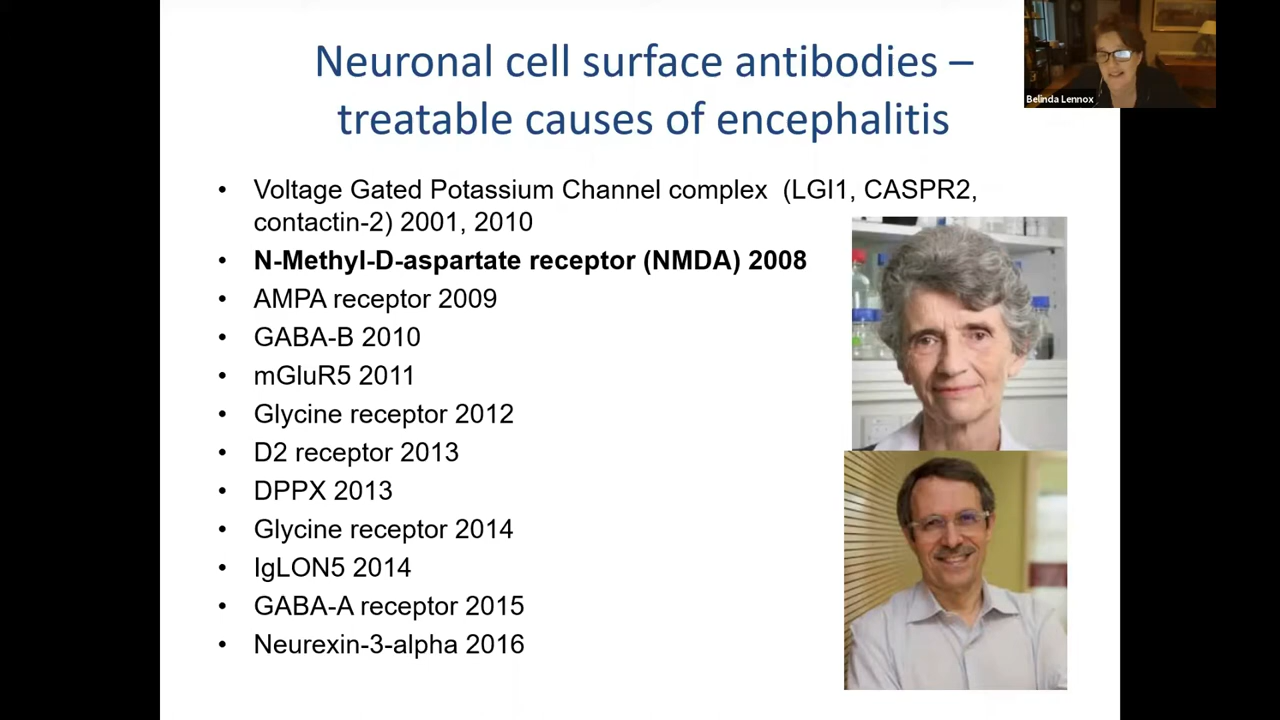 Neuronal cell surface antibodies –
treatable causes of encephalitis
Belinda Lennox
• Voltage Gated Potassium Channel complex (LGI1, CASPR2,
contactin-2) 2001, 2010
• N-Methyl-D-aspartate receptor (NMDA) 2008
• AMPA receptor 2009
• GABA-B 2010
• mGluR5 2011
• Glycine receptor 2012
• D2 receptor 2013
• DPPX 2013
• Glycine receptor 2014
• IgLON5 2014
• GABA-A receptor 2015
• Neurexin-3-alpha 2016